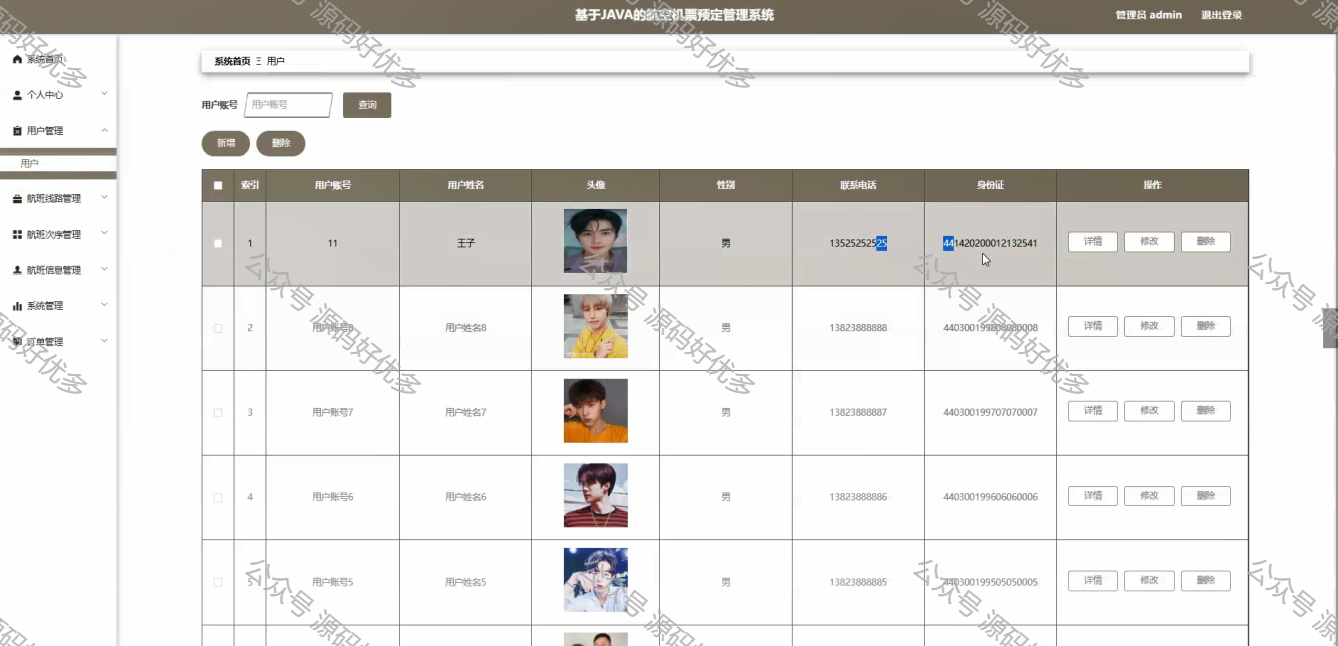 基于JAVA的航空机票预定管理系统
管理员 admin 退出登录
系统首页
个人中心
用户管理
用户
航班线路管理
航班次序管理
航班信息管理
系统管理
订单管理
系统首页 Ξ 用户
用户账号 用户账号 查询
新增 删除
索引 用户账号 用户姓名 头像 性别 联系电话 身份证 操作
1 11 王子 男 13525252525 441420200012132541 详情 修改 删除
2 用户账号8 用户姓名8 男 13823888888 440300199808080008 详情 修改 删除
3 用户账号7 用户姓名7 男 13823888887 440300199707070007 详情 修改 删除
4 用户账号6 用户姓名6 男 13823888886 440300199606060006 详情 修改 删除
5 用户账号5 用户姓名5 男 13823888885 440300199505050005 详情 修改 删除
公众号 源码好优多